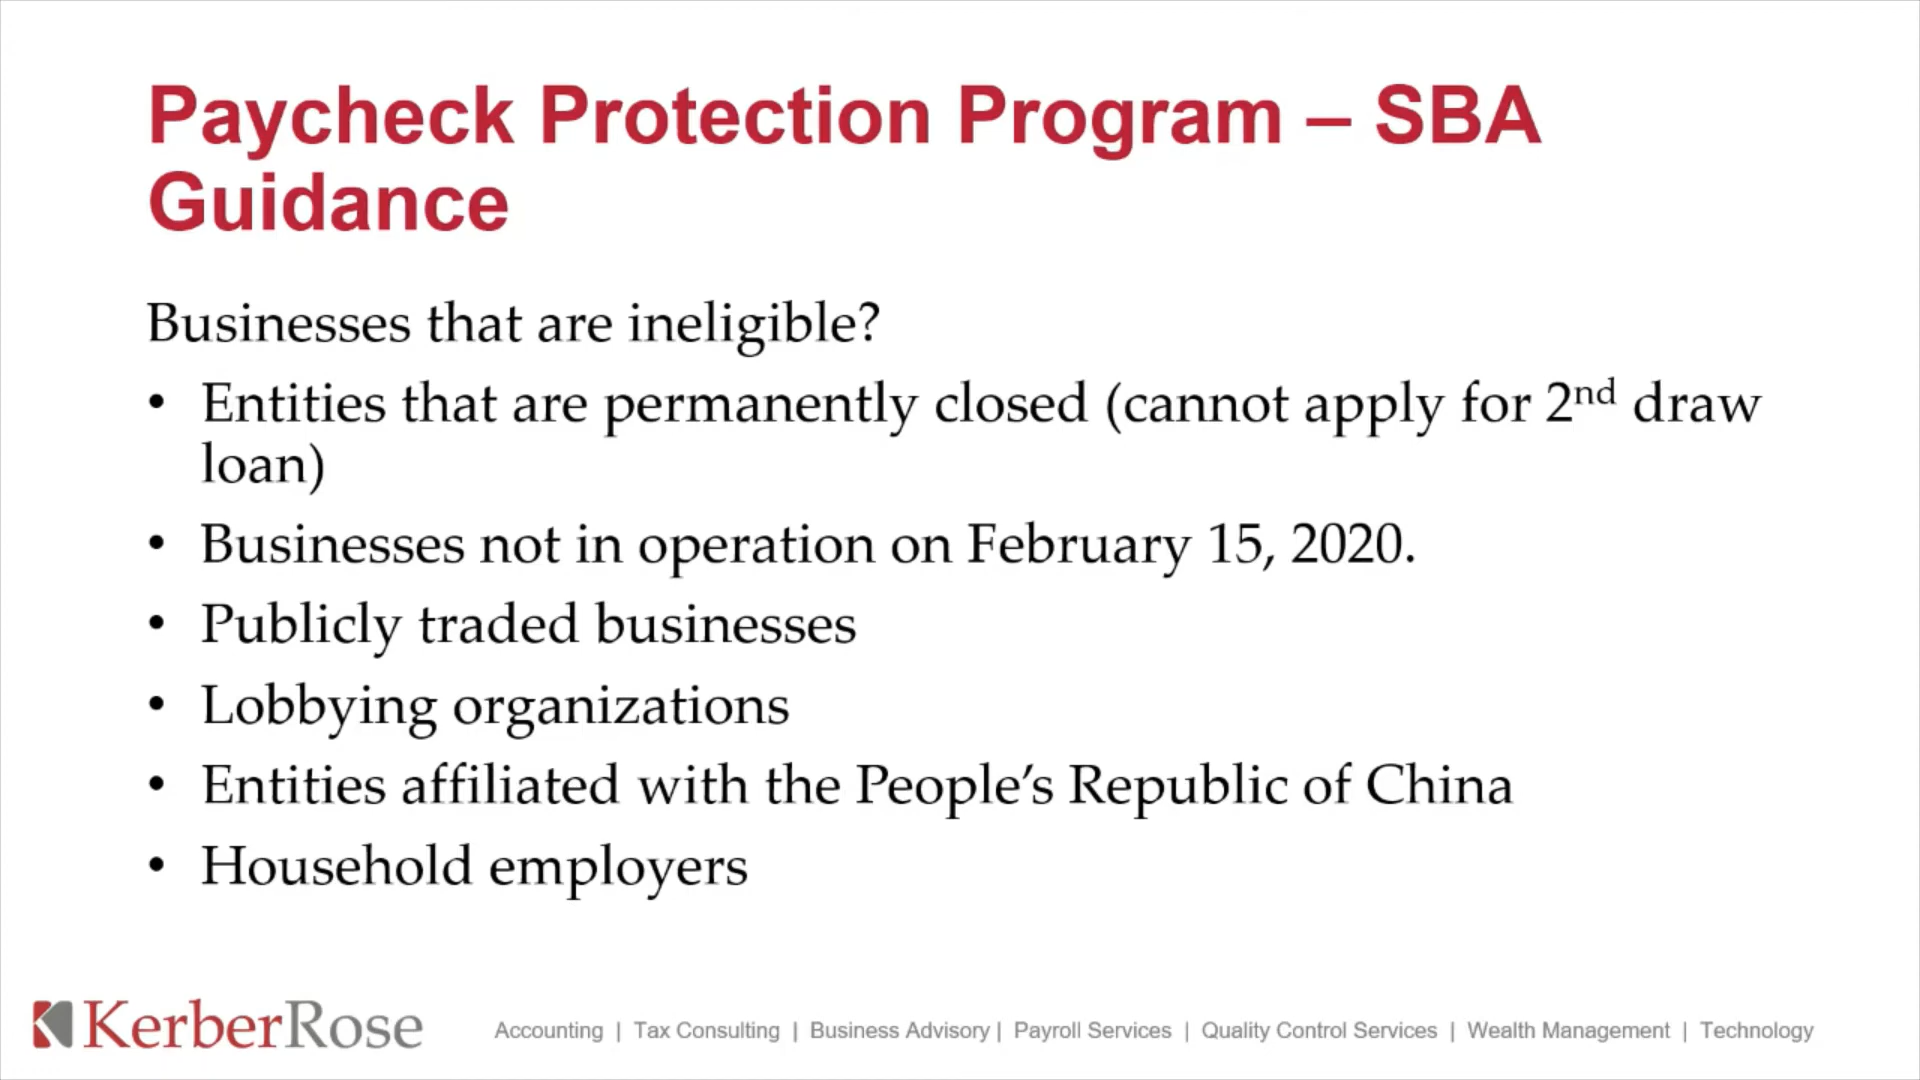 Paycheck Protection Program – SBA
Guidance
Businesses that are ineligible?
• Entities that are permanently closed (cannot apply for 2nd draw
loan)
• Businesses not in operation on February 15, 2020.
• Publicly traded businesses
• Lobbying organizations
• Entities affiliated with the People’s Republic of China
• Household employers
KerberRose
Accounting | Tax Consulting | Business Advisory | Payroll Services | Quality Control Services | Wealth Management | Technology